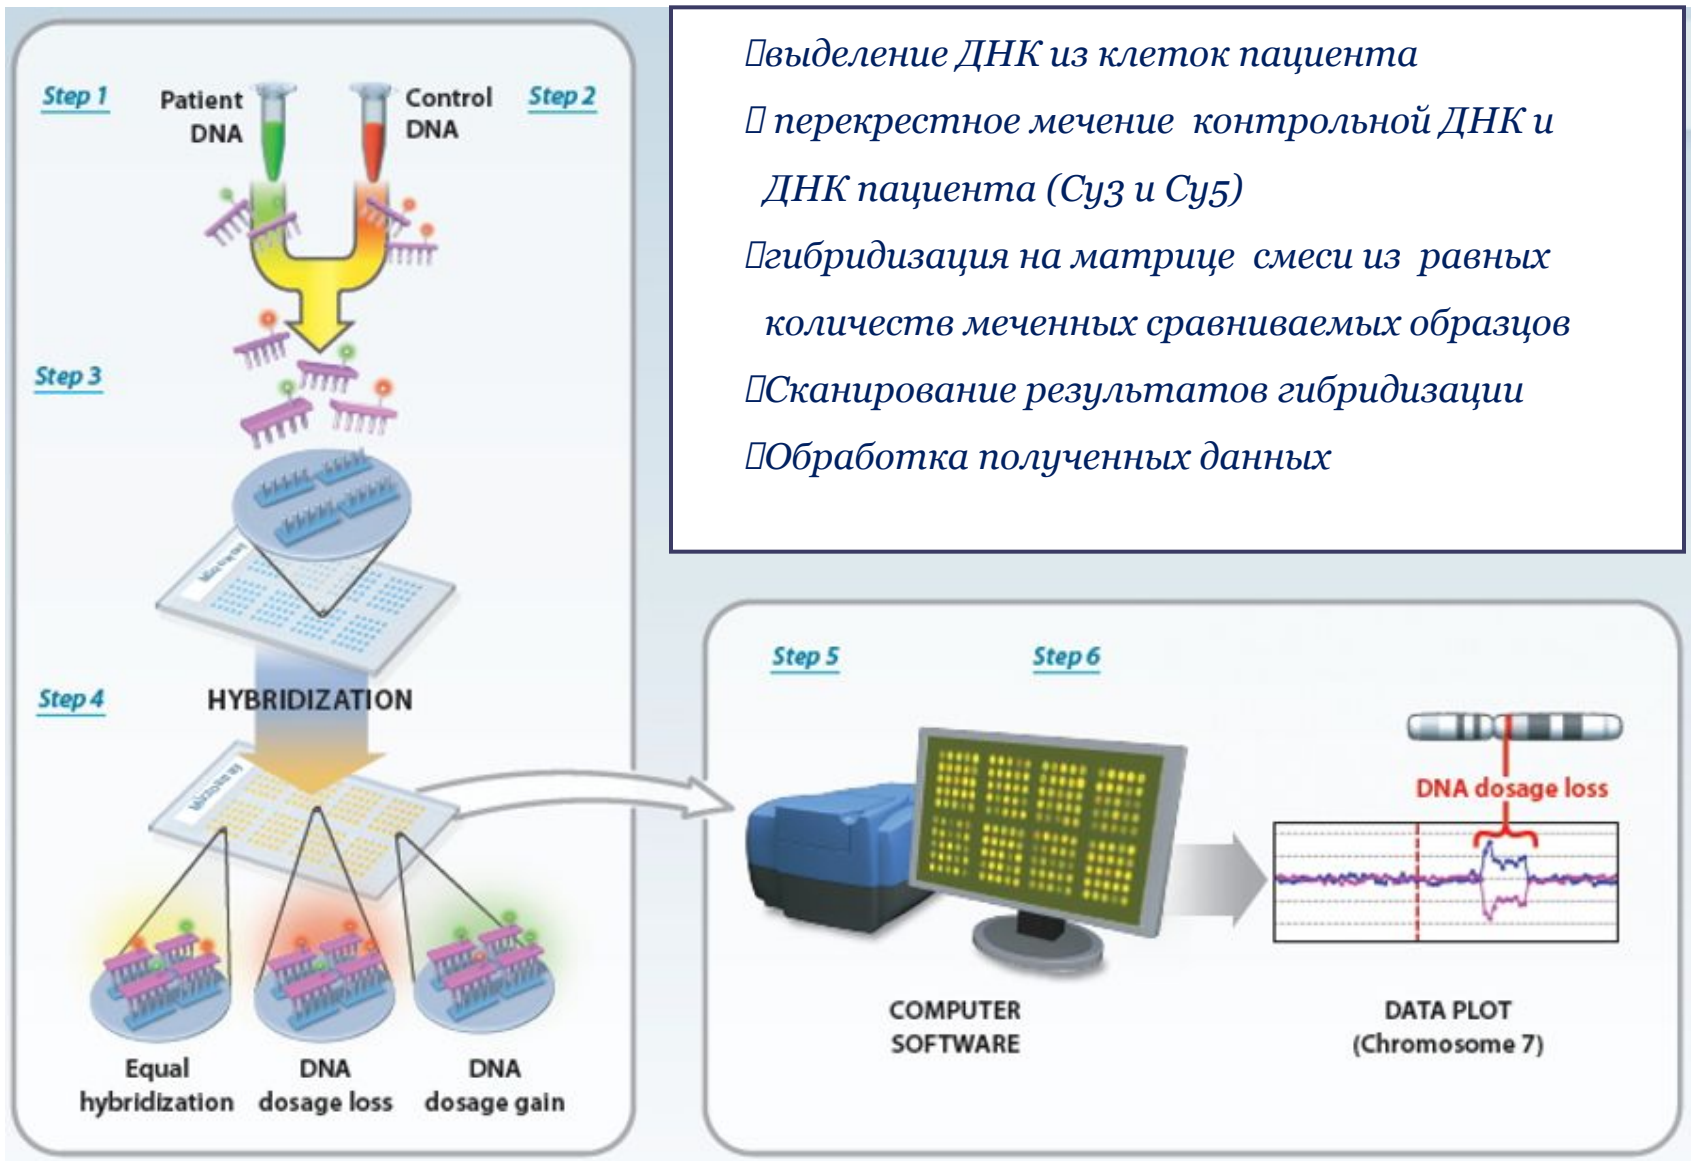 Step 1
Patient
DNA
Control
DNA
Step 2
Step 3
MicroArray
Step 4
HYBRIDIZATION
MicroArray
Equal
hybridization
DNA
dosage loss
DNA
dosage gain
выделение ДНК из клеток пациента
перекрестное мечение контрольной ДНК и
ДНК пациента (Cy3 и Cy5)
гибридизация на матрице смеси из равных
количеств меченных сравниваемых образцов
Сканирование результатов гибридизации
Обработка полученных данных
Step 5
Step 6
DNA dosage loss
COMPUTER
SOFTWARE
DATA PLOT
(Chromosome 7)